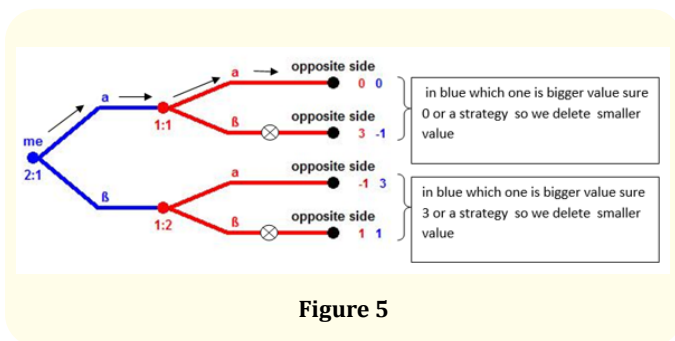 opposite side
a
0 0
a
1:1
opposite side
ß
3 -1
in blue which one is bigger value sure
0 or a strategy so we delete smaller
value
me
2:1
opposite side
a
-1 3
ß
1:2
opposite side
ß
1 1
in blue which one is bigger value sure
3 or a strategy so we delete smaller
value
Figure 5